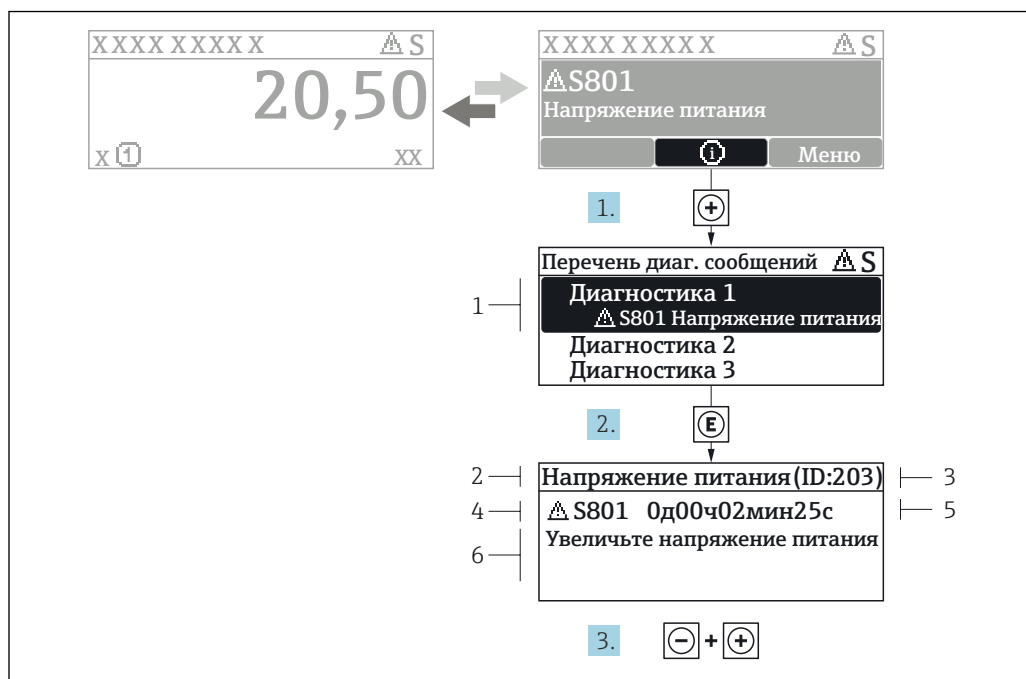 XXXX XXXXX ⚠ S
20,50
x ① XX
XXXX XXXXX ⚠ S
⚠S801
Напряжение питания
ⓘ Меню
1. +
Перечень диаг. сообщений ⚠ S
1
Диагностика 1
⚠ S801 Напряжение питания
Диагностика 2
Диагностика 3
2. E
2 Напряжение питания(ID:203) 3
4 ⚠ S801 0д00ч02мин25с 5
6 Увеличьте напряжение питания
3. − + +